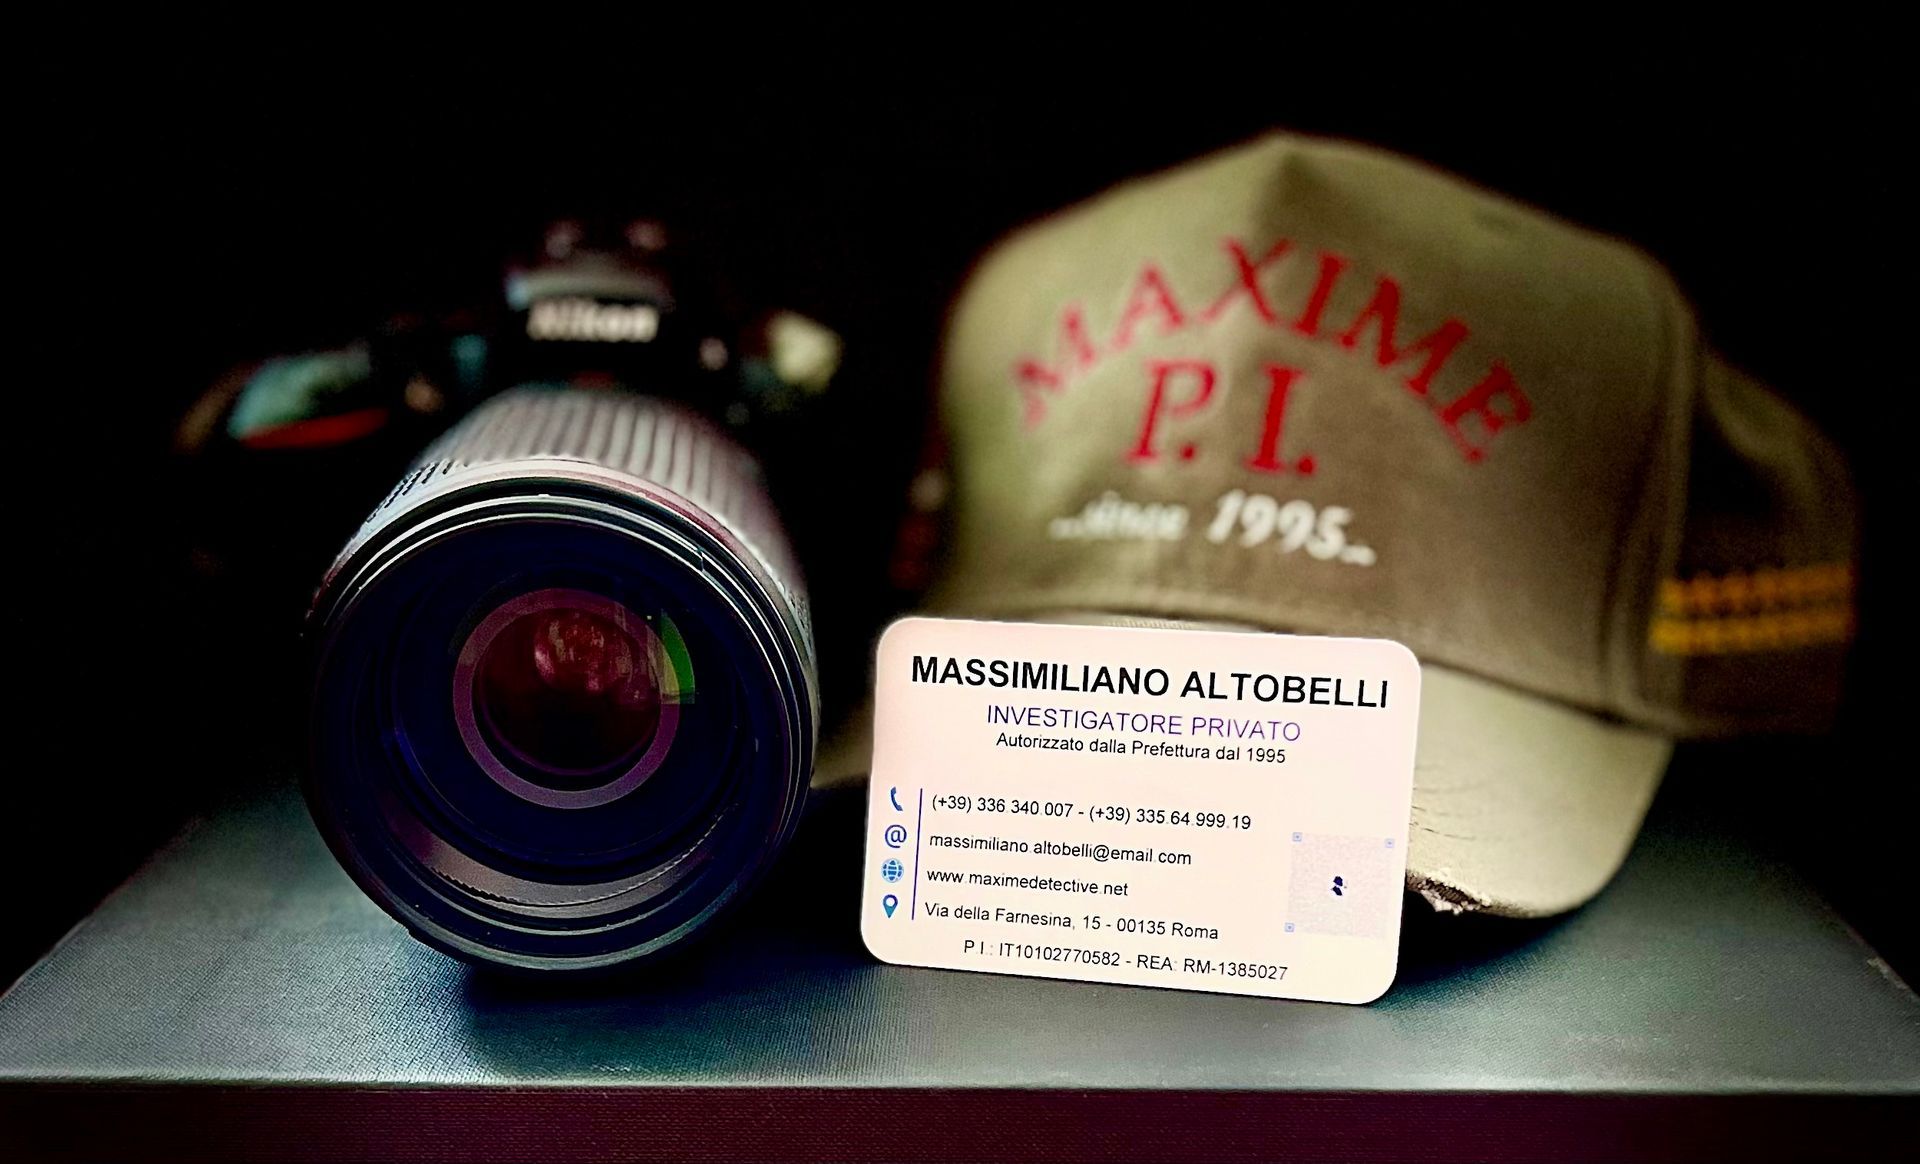 Nikon
MAXIME
P. I.
...since 1995...
MASSIMILIANO ALTOBELLI
INVESTIGATORE PRIVATO
Autorizzato dalla Prefettura dal 1995
(+39) 336 340 007 - (+39) 335.64.999.19
massimiliano.altobelli@email.com
www.maximedetective.net
Via della Farnesina, 15 - 00135 Roma
P.I.: IT10102770582 - REA: RM-1385027